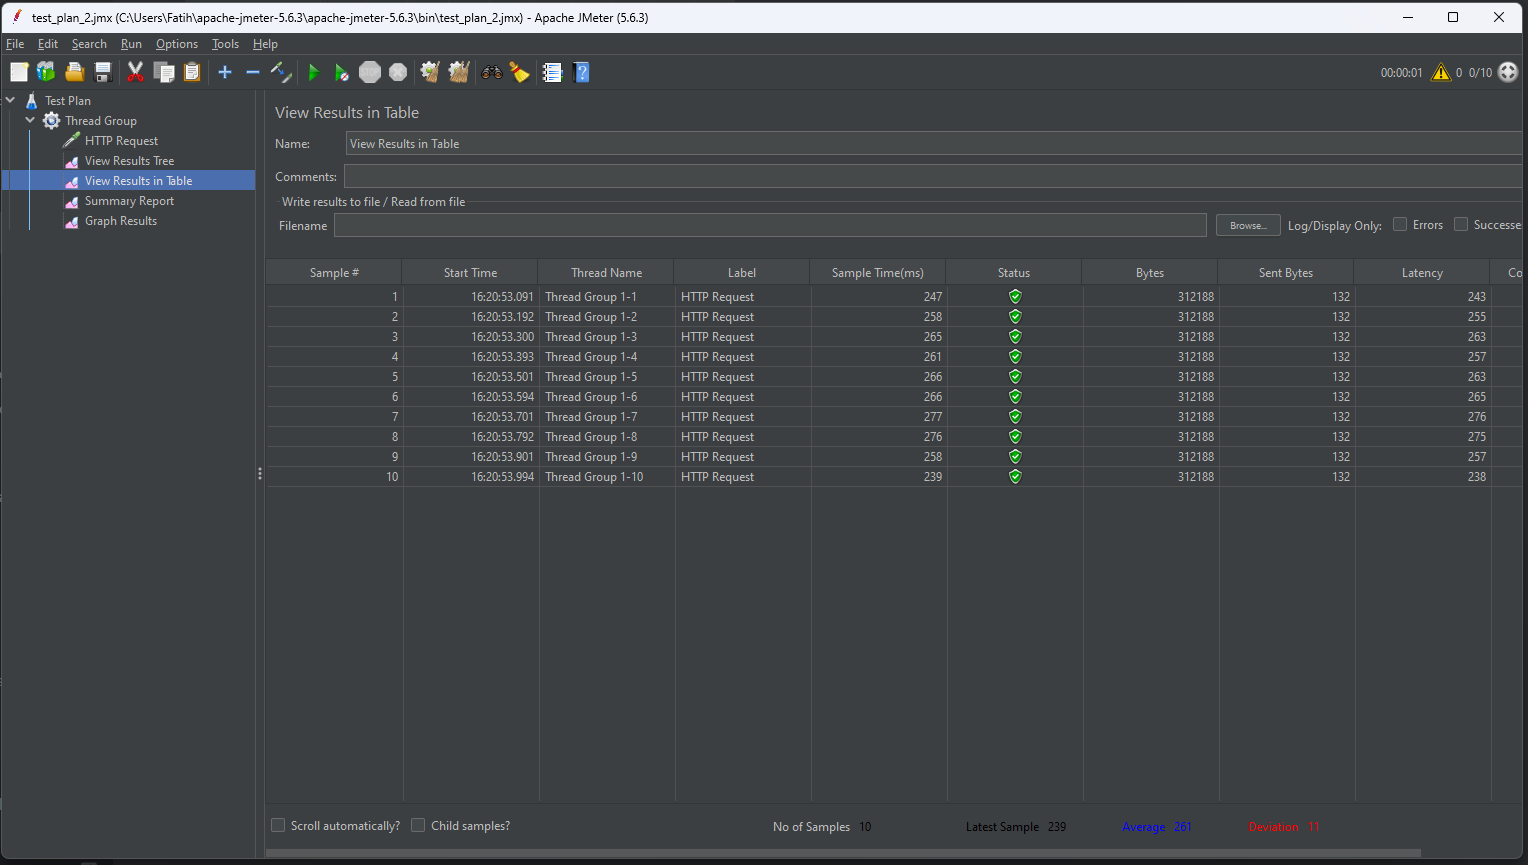 test_plan_2.jmx (C:\Users\Fatih\apache-jmeter-5.6.3\apache-jmeter-5.6.3\bin\test_plan_2.jmx) - Apache JMeter (5.6.3)
File Edit Search Run Options Tools Help
STOP 00:00:01 0 0/10
Test Plan
Thread Group
HTTP Request
View Results Tree
View Results in Table
Summary Report
Graph Results
View Results in Table
Name: View Results in Table
Comments:
Write results to file / Read from file
Filename Browse... Log/Display Only: Errors Successe
Sample # Start Time Thread Name Label Sample Time(ms) Status Bytes Sent Bytes Latency Co
1 16:20:53.091 Thread Group 1-1 HTTP Request 247 312188 132 243
2 16:20:53.192 Thread Group 1-2 HTTP Request 258 312188 132 255
3 16:20:53.300 Thread Group 1-3 HTTP Request 265 312188 132 263
4 16:20:53.393 Thread Group 1-4 HTTP Request 261 312188 132 257
5 16:20:53.501 Thread Group 1-5 HTTP Request 266 312188 132 263
6 16:20:53.594 Thread Group 1-6 HTTP Request 266 312188 132 265
7 16:20:53.701 Thread Group 1-7 HTTP Request 277 312188 132 276
8 16:20:53.792 Thread Group 1-8 HTTP Request 276 312188 132 275
9 16:20:53.901 Thread Group 1-9 HTTP Request 258 312188 132 257
10 16:20:53.994 Thread Group 1-10 HTTP Request 239 312188 132 238
Scroll automatically? Child samples? No of Samples 10 Latest Sample 239 Average 261 Deviation 11